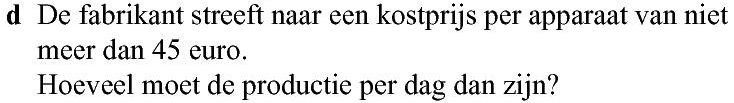 d De fabrikant streeft naar een kostprijs per apparaat van niet
meer dan 45 euro.
Hoeveel moet de productie per dag dan zijn?